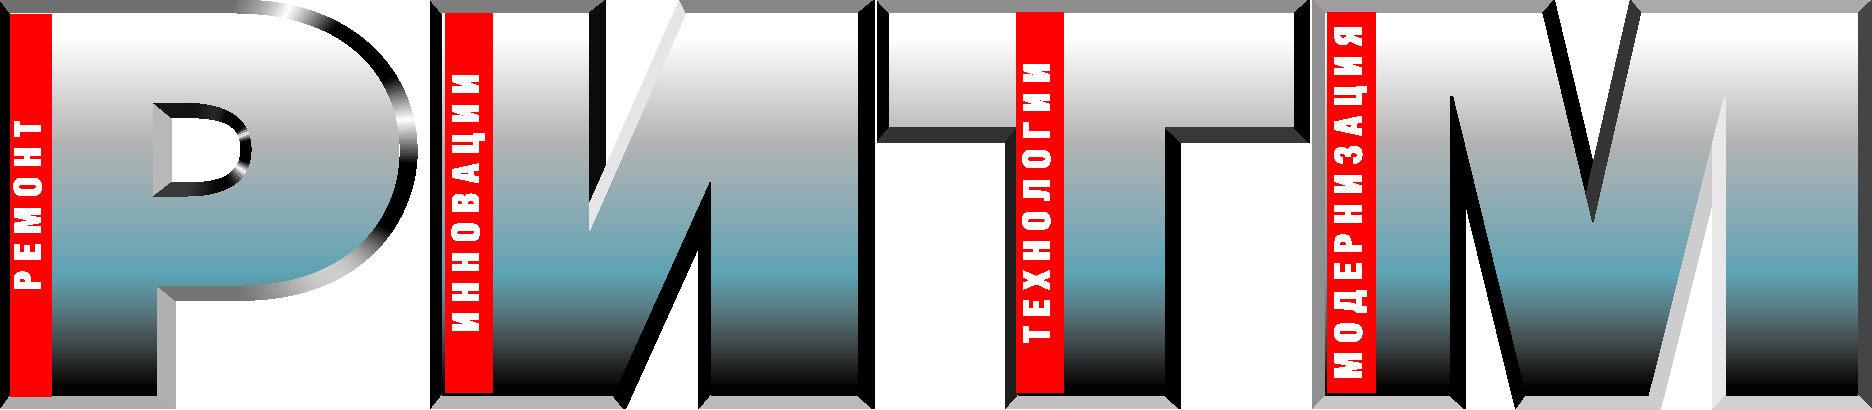 РИТМ
РЕМОНТ
ИННОВАЦИИ
ТЕХНОЛОГИИ
МОДЕРНИЗАЦИЯ